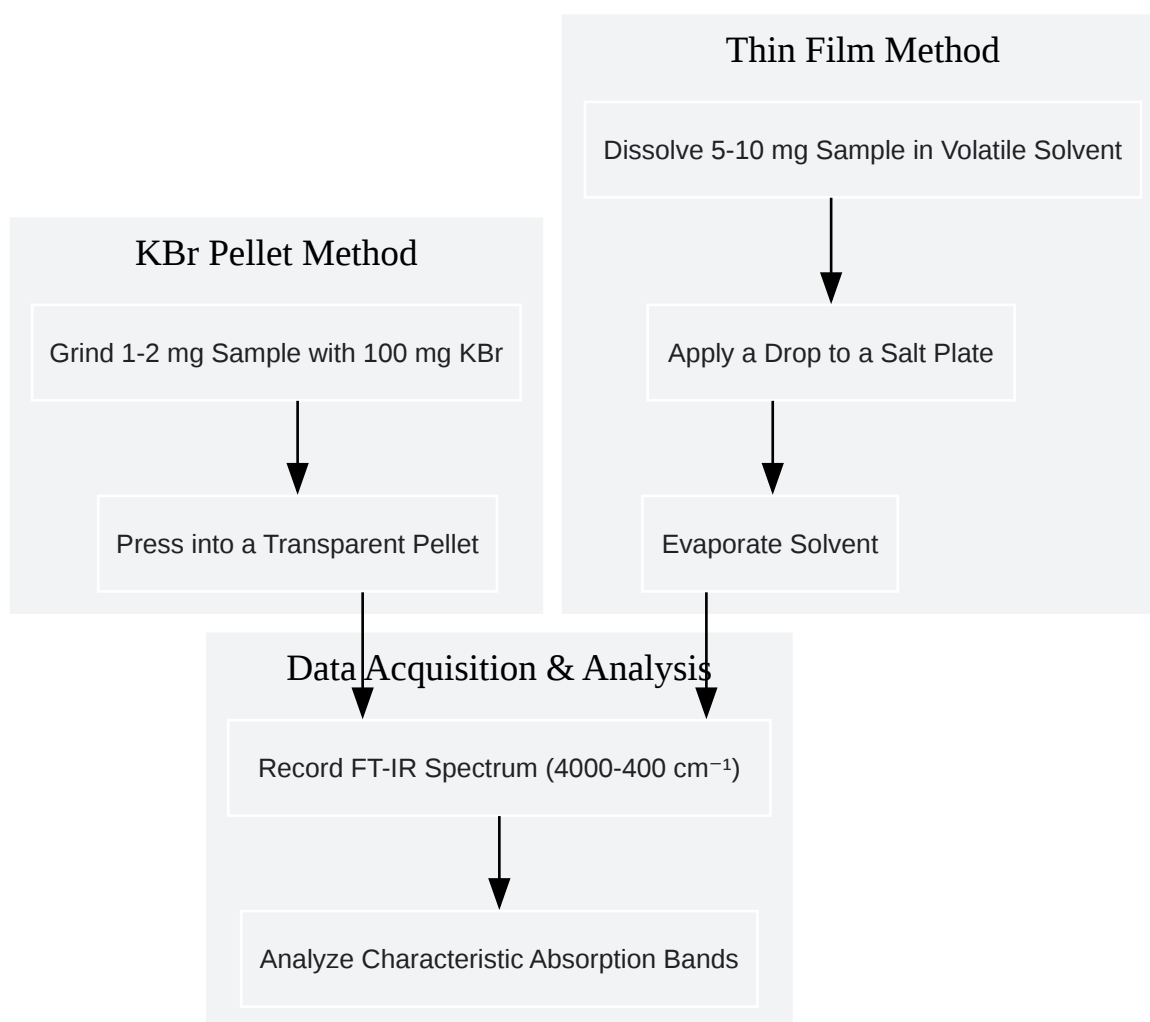 Thin Film Method
Dissolve 5-10 mg Sample in Volatile Solvent
Apply a Drop to a Salt Plate
Evaporate Solvent
KBr Pellet Method
Grind 1-2 mg Sample with 100 mg KBr
Press into a Transparent Pellet
Data Acquisition & Analysis
Record FT-IR Spectrum (4000-400 cm⁻¹)
Analyze Characteristic Absorption Bands